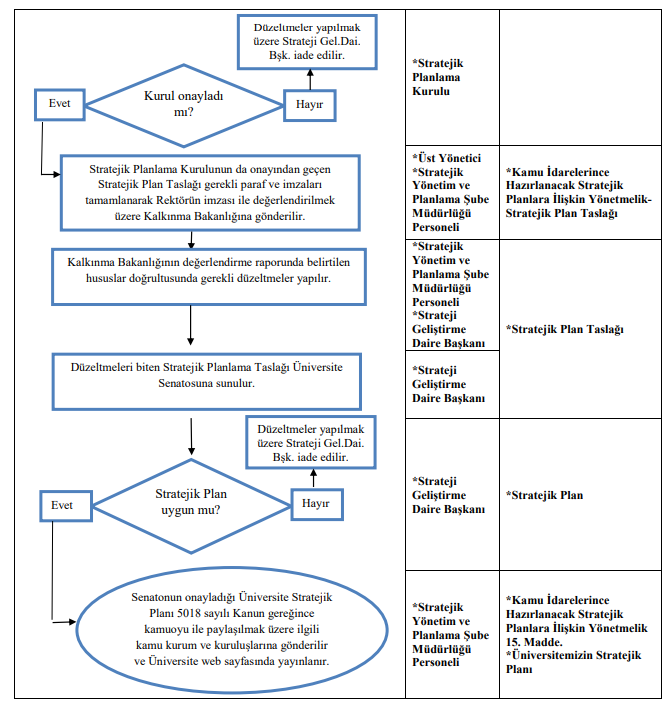 Düzeltmeler yapılmak
üzere Strateji Gel.Dai.
Bşk. iade edilir.
Kurul onayladı
mı?
Evet
Hayır
*Stratejik
Planlama
Kurulu
Stratejik Planlama Kurulunun da onayından geçen
Stratejik Plan Taslağı gerekli paraf ve imzaları
tamamlanarak Rektörün imzası ile değerlendirilmek
üzere Kalkınma Bakanlığına gönderilir.
*Üst Yönetici
*Stratejik
Yönetim ve
Planlama Şube
Müdürlüğü
Personeli
*Kamu İdarelerince
Hazırlanacak Stratejik
Planlara İlişkin Yönetmelik-
Stratejik Plan Taslağı
Kalkınma Bakanlığının değerlendirme raporunda belirtilen
hususlar doğrultusunda gerekli düzeltmeler yapılır.
*Stratejik
Yönetim ve
Planlama Şube
Müdürlüğü
Personeli
*Strateji
Geliştirme
Daire Başkanı
*Stratejik Plan Taslağı
Düzeltmeleri biten Stratejik Planlama Taslağı Üniversite
Senatosuna sunulur.
*Strateji
Geliştirme
Daire Başkanı
Düzeltmeler yapılmak
üzere Strateji Gel.Dai.
Bşk. iade edilir.
Stratejik Plan
uygun mu?
Evet
Hayır
*Strateji
Geliştirme
Daire Başkanı
*Stratejik Plan
Senatonun onayladığı Üniversite Stratejik
Planı 5018 sayılı Kanun gereğince
kamuoyu ile paylaşılmak üzere ilgili
kamu kurum ve kuruluşlarına gönderilir
ve Üniversite web sayfasında yayınlanır.
*Stratejik
Yönetim ve
Planlama Şube
Müdürlüğü
Personeli
*Kamu İdarelerince
Hazırlanacak Stratejik
Planlara İlişkin Yönetmelik
15. Madde.
*Üniversitemizin Stratejik
Planı